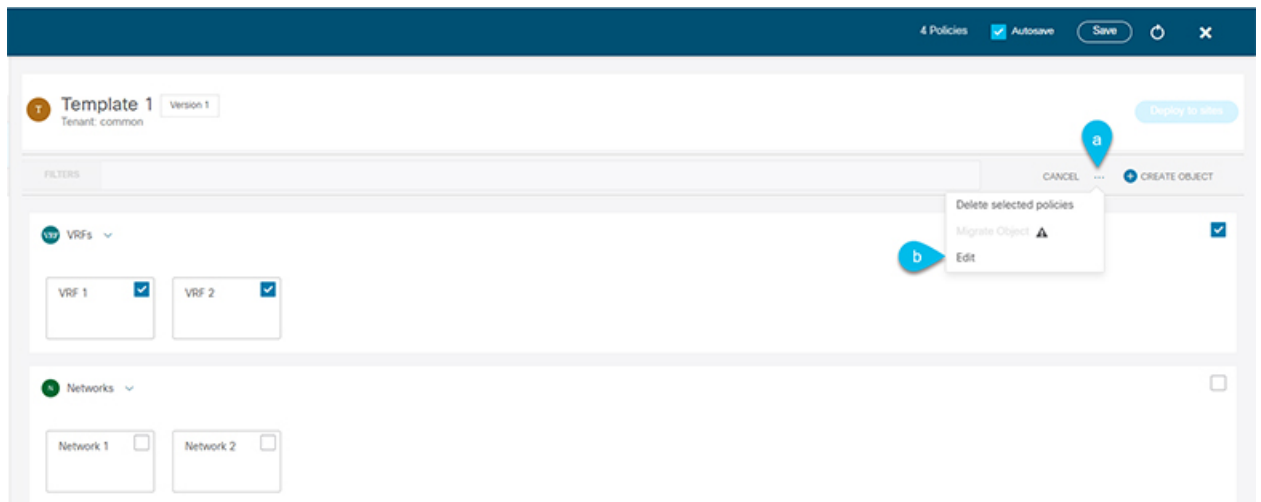 4 Policies Autosave Save
T Template 1 Version 1
Tenant: common
Deploy to sites
a
FILTERS CANCEL ... CREATE OBJECT
Delete selected policies
Migrate Object
b Edit
VRF VRFs
VRF 1 VRF 2
N Networks
Network 1 Network 2